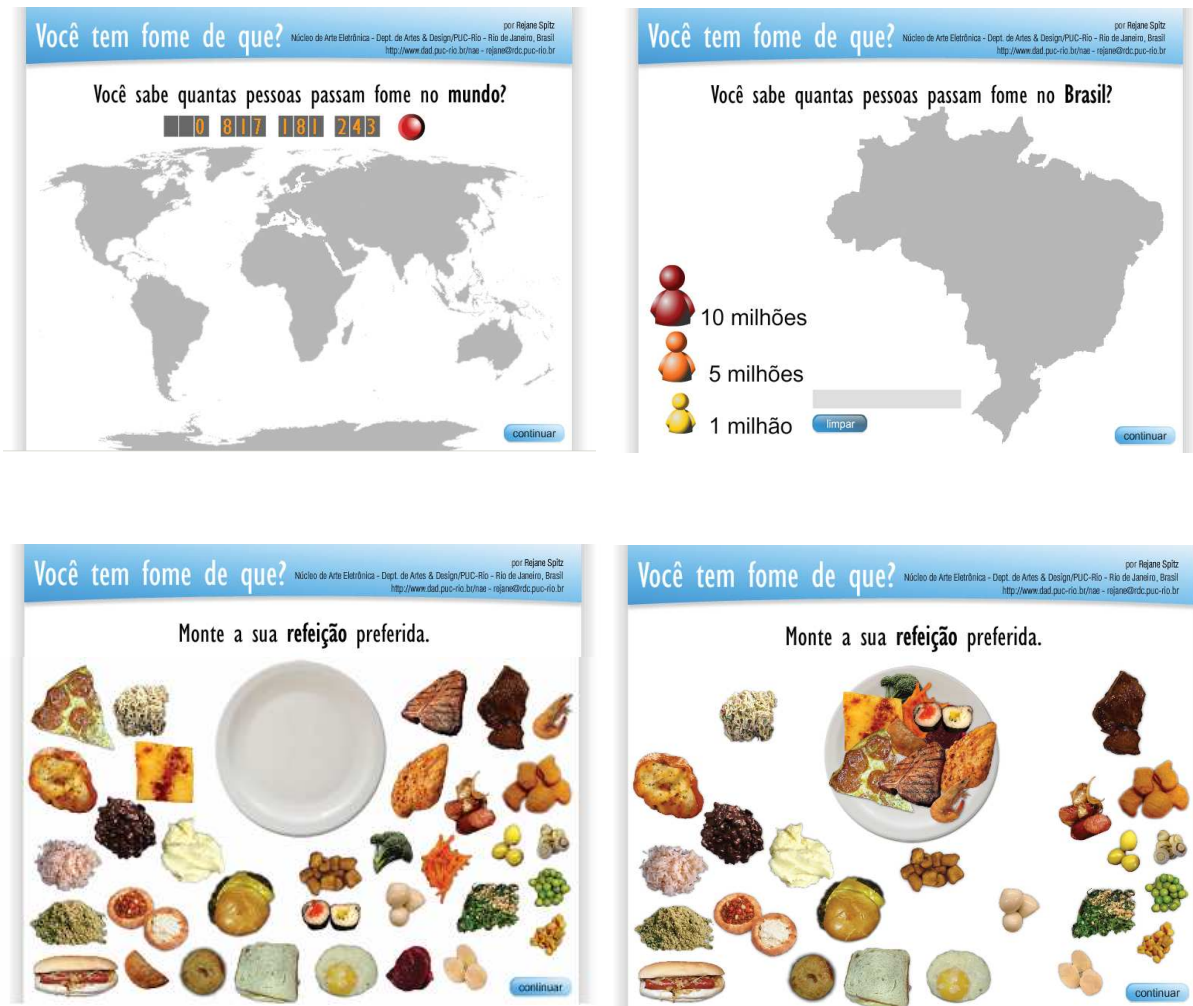 Você tem fome de que?
por Rejane Spitz
Núcleo de Arte Eletrônica - Dept. de Artes & Design/PUC-Rio - Rio de Janeiro, Brasil
http://www.dad.puc-rio.br/nae - rejane@rdc.puc-rio.br
Você sabe quantas pessoas passam fome no mundo?
0 817 181 243
continuar
Você tem fome de que?
por Rejane Spitz
Núcleo de Arte Eletrônica - Dept. de Artes & Design/PUC-Rio - Rio de Janeiro, Brasil
http://www.dad.puc-rio.br/nae - rejane@rdc.puc-rio.br
Você sabe quantas pessoas passam fome no Brasil?
10 milhões
5 milhões
1 milhão
limpar
continuar
Você tem fome de que?
por Rejane Spitz
Núcleo de Arte Eletrônica - Dept. de Artes & Design/PUC-Rio - Rio de Janeiro, Brasil
http://www.dad.puc-rio.br/nae - rejane@rdc.puc-rio.br
Monte a sua refeição preferida.
continuar
Você tem fome de que?
por Rejane Spitz
Núcleo de Arte Eletrônica - Dept. de Artes & Design/PUC-Rio - Rio de Janeiro, Brasil
http://www.dad.puc-rio.br/nae - rejane@rdc.puc-rio.br
Monte a sua refeição preferida.
continuar